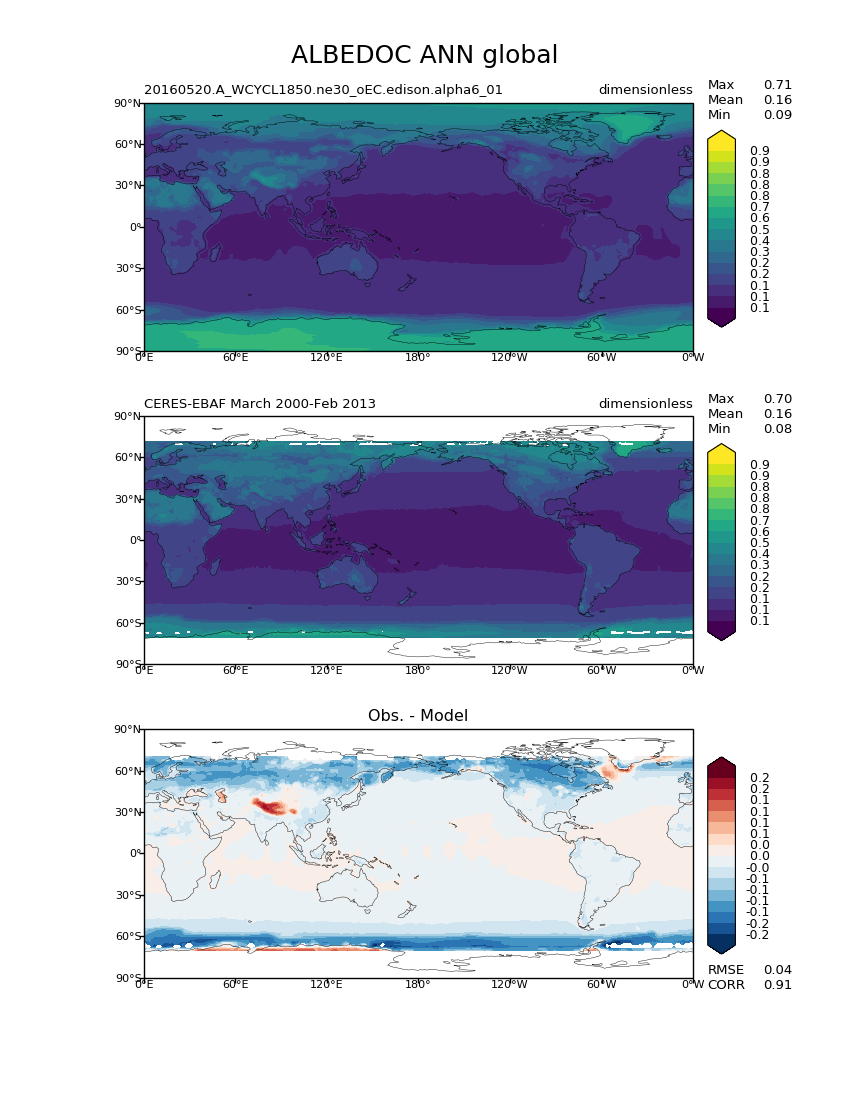 ALBEDOC ANN global
20160520.A_WCYCL1850.ne30_oEC.edison.alpha6_01 dimensionless
Max 0.71
Mean 0.16
Min 0.09
90°N
60°N
30°N
0°
30°S
60°S
90°S
0°E 60°E 120°E 180° 120°W 60°W 0°W
0.9
0.9
0.8
0.8
0.8
0.7
0.6
0.5
0.4
0.3
0.2
0.2
0.1
0.1
0.1
CERES-EBAF March 2000-Feb 2013 dimensionless
Max 0.70
Mean 0.16
Min 0.08
90°N
60°N
30°N
0°
30°S
60°S
90°S
0°E 60°E 120°E 180° 120°W 60°W 0°W
0.9
0.9
0.8
0.8
0.8
0.7
0.6
0.5
0.4
0.3
0.2
0.2
0.1
0.1
0.1
Obs. - Model
90°N
60°N
30°N
0°
30°S
60°S
90°S
0°E 60°E 120°E 180° 120°W 60°W 0°W
0.2
0.2
0.1
0.1
0.1
0.1
0.0
0.0
-0.0
-0.1
-0.1
-0.1
-0.1
-0.2
-0.2
RMSE 0.04
CORR 0.91